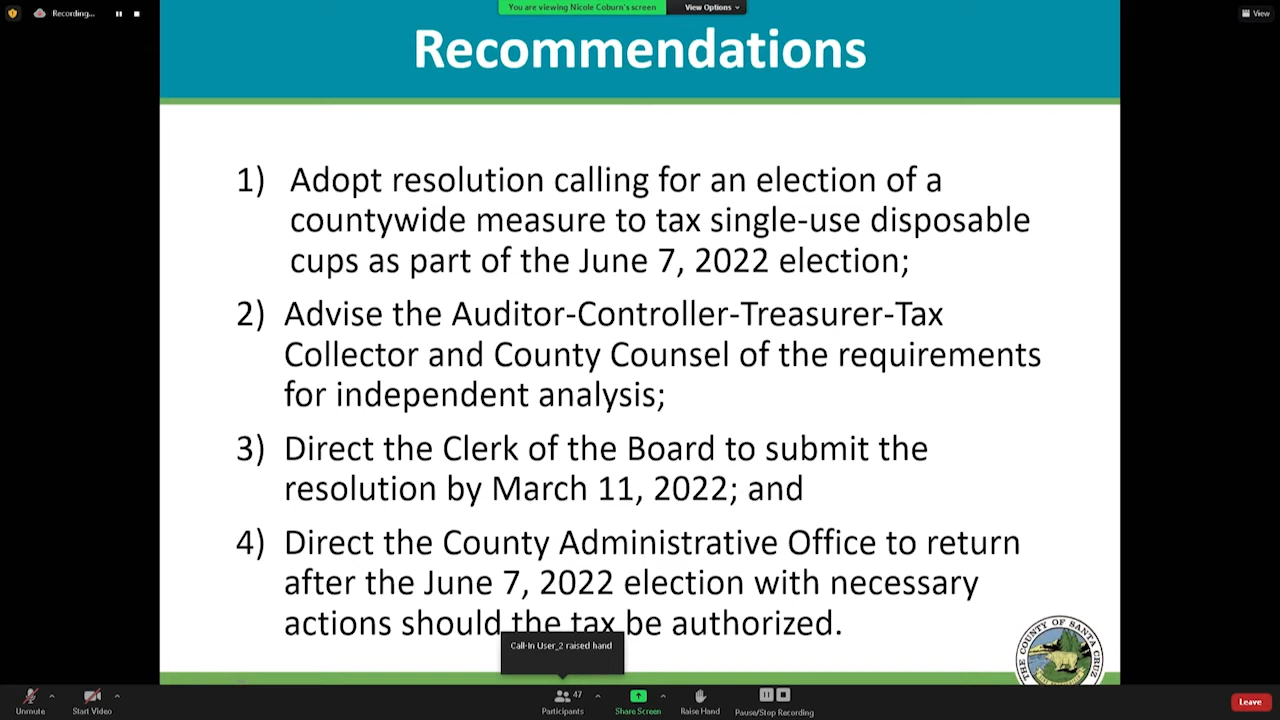 Recording...
You are viewing Nicole Coburn's screen
View Options
View
Recommendations
1) Adopt resolution calling for an election of a
countywide measure to tax single-use disposable
cups as part of the June 7, 2022 election;
2) Advise the Auditor-Controller-Treasurer-Tax
Collector and County Counsel of the requirements
for independent analysis;
3) Direct the Clerk of the Board to submit the
resolution by March 11, 2022; and
4) Direct the County Administrative Office to return
after the June 7, 2022 election with necessary
actions should the tax be authorized.
Call-In User_2 raised hand
THE COUNTY OF SANTA CRUZ
Unmute
Start Video
47
Participants
Share Screen
Raise Hand
Pause/Stop Recording
Leave